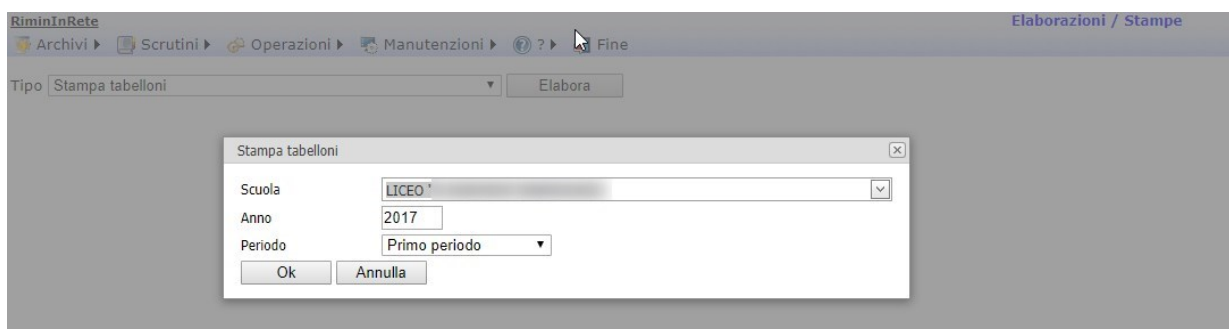 RiminInRete
Elaborazioni / Stampe
Archivi Scrutini Operazioni Manutenzioni ? Fine
Tipo Stampa tabelloni Elabora
Stampa tabelloni
Scuola LICEO '
Anno 2017
Periodo Primo periodo
Ok Annulla